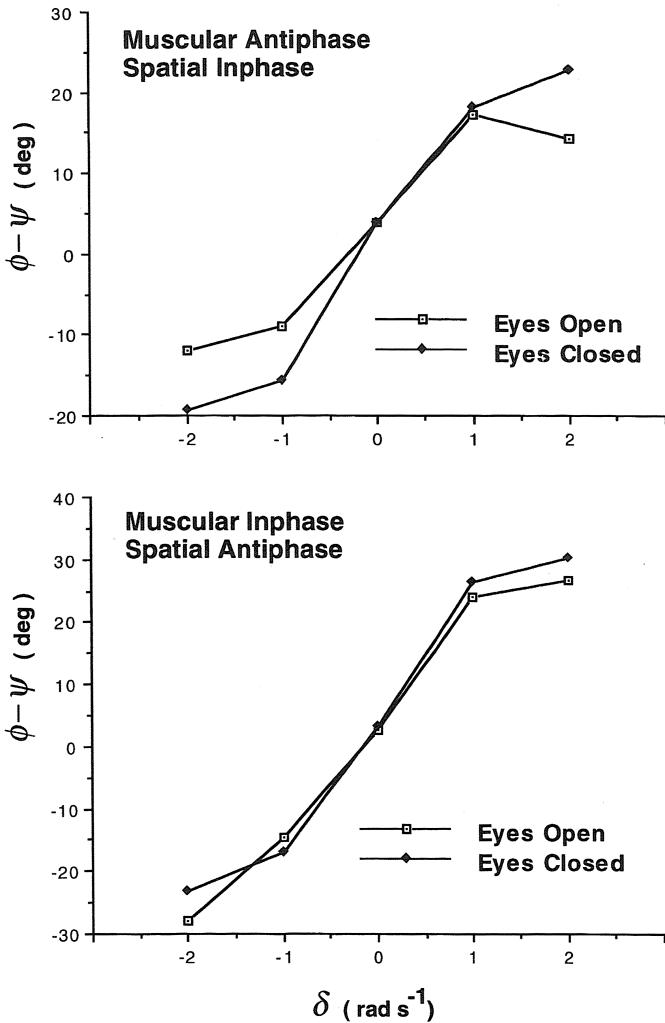 30
Muscular Antiphase
Spatial Inphase
20
10
0
-10
-20
ϕ – ψ ( deg )
Eyes Open
Eyes Closed
-2 -1 0 1 2
40
Muscular Inphase
Spatial Antiphase
30
20
10
0
-10
-20
-30
ϕ – ψ ( deg )
Eyes Open
Eyes Closed
-2 -1 0 1 2
δ ( rad s⁻¹)